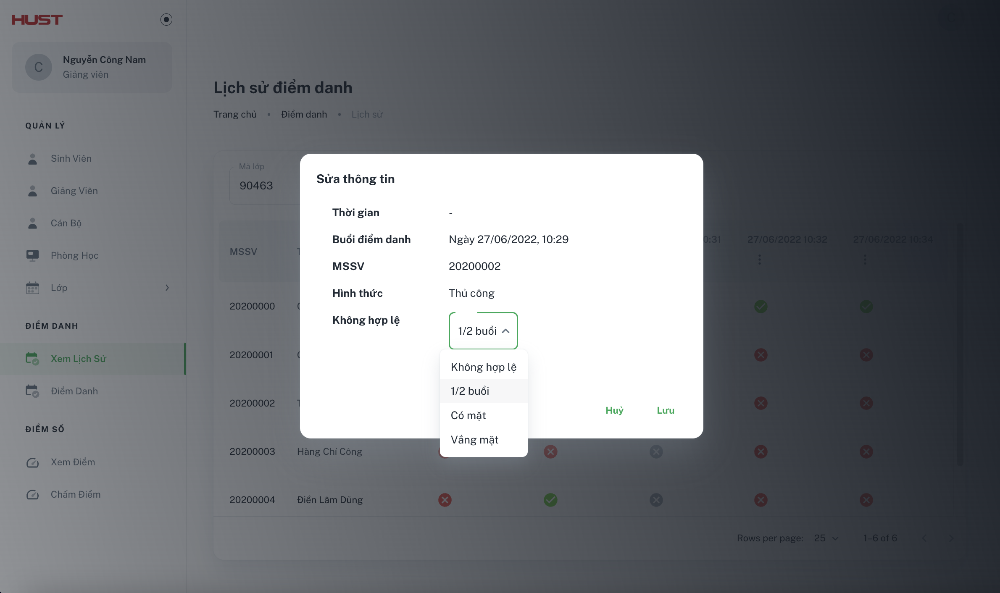 HUST
C
Nguyễn Công Nam
Giảng viên
QUẢN LÝ
Sinh Viên
Giảng Viên
Cán Bộ
Phòng Học
Lớp
ĐIỂM DANH
Xem Lịch Sử
Điểm Danh
ĐIỂM SỐ
Xem Điểm
Chấm Điểm
Lịch sử điểm danh
Trang chủ • Điểm danh • Lịch sử
Mã lớp
90463
MSSV
0:31
27/06/2022 10:32
27/06/2022 10:34
20200000
20200001
20200002
20200003 Hàng Chí Công
20200004 Điền Lâm Dũng
Rows per page: 25 1–6 of 6
Sửa thông tin
Thời gian -
Buổi điểm danh Ngày 27/06/2022, 10:29
MSSV 20200002
Hình thức Thủ công
Không hợp lệ 1/2 buổi
Không hợp lệ
1/2 buổi
Có mặt
Vắng mặt
Huỷ Lưu